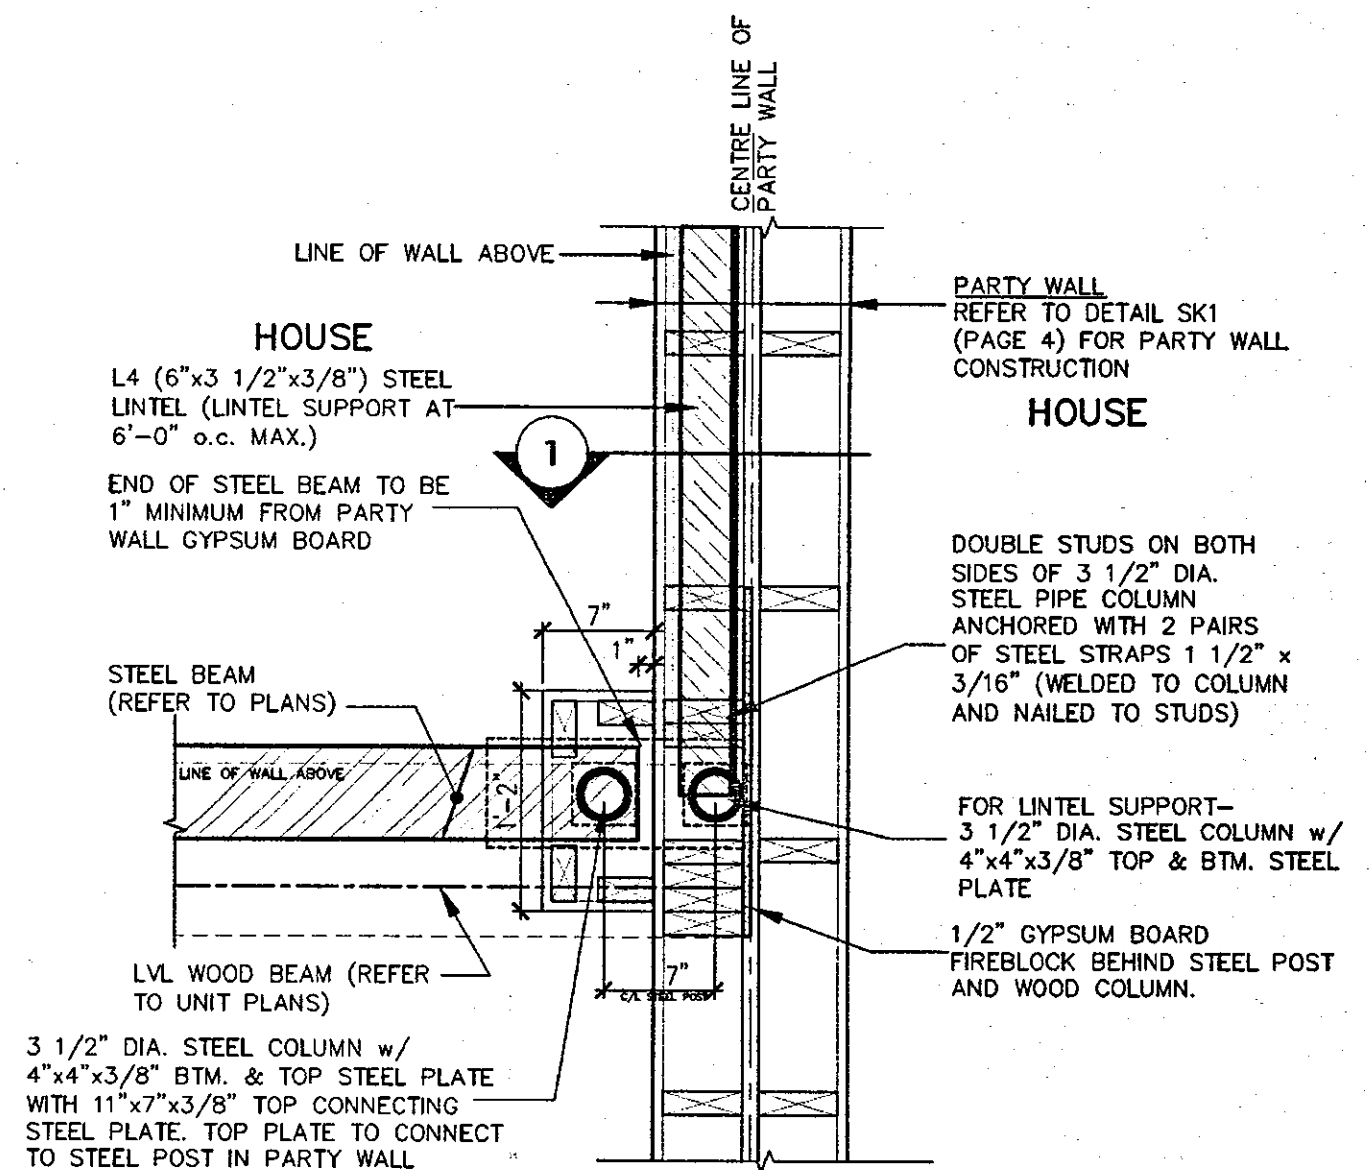 CENTRE LINE OF
PARTY WALL
LINE OF WALL ABOVE
PARTY WALL
REFER TO DETAIL SK1
(PAGE 4) FOR PARTY WALL
CONSTRUCTION
HOUSE
HOUSE
L4 (6"x3 1/2"x3/8") STEEL
LINTEL (LINTEL SUPPORT AT
6'-0" o.c. MAX.)
1
END OF STEEL BEAM TO BE
1" MINIMUM FROM PARTY
WALL GYPSUM BOARD
DOUBLE STUDS ON BOTH
SIDES OF 3 1/2" DIA.
STEEL PIPE COLUMN
ANCHORED WITH 2 PAIRS
OF STEEL STRAPS 1 1/2" x
3/16" (WELDED TO COLUMN
AND NAILED TO STUDS)
7"
1"
STEEL BEAM
(REFER TO PLANS)
LINE OF WALL ABOVE
1'-2"
FOR LINTEL SUPPORT-
3 1/2" DIA. STEEL COLUMN w/
4"x4"x3/8" TOP & BTM. STEEL
PLATE
1/2" GYPSUM BOARD
FIREBLOCK BEHIND STEEL POST
AND WOOD COLUMN.
LVL WOOD BEAM (REFER
TO UNIT PLANS)
7"
C/L STEEL POST
3 1/2" DIA. STEEL COLUMN w/
4"x4"x3/8" BTM. & TOP STEEL PLATE
WITH 11"x7"x3/8" TOP CONNECTING
STEEL PLATE. TOP PLATE TO CONNECT
TO STEEL POST IN PARTY WALL